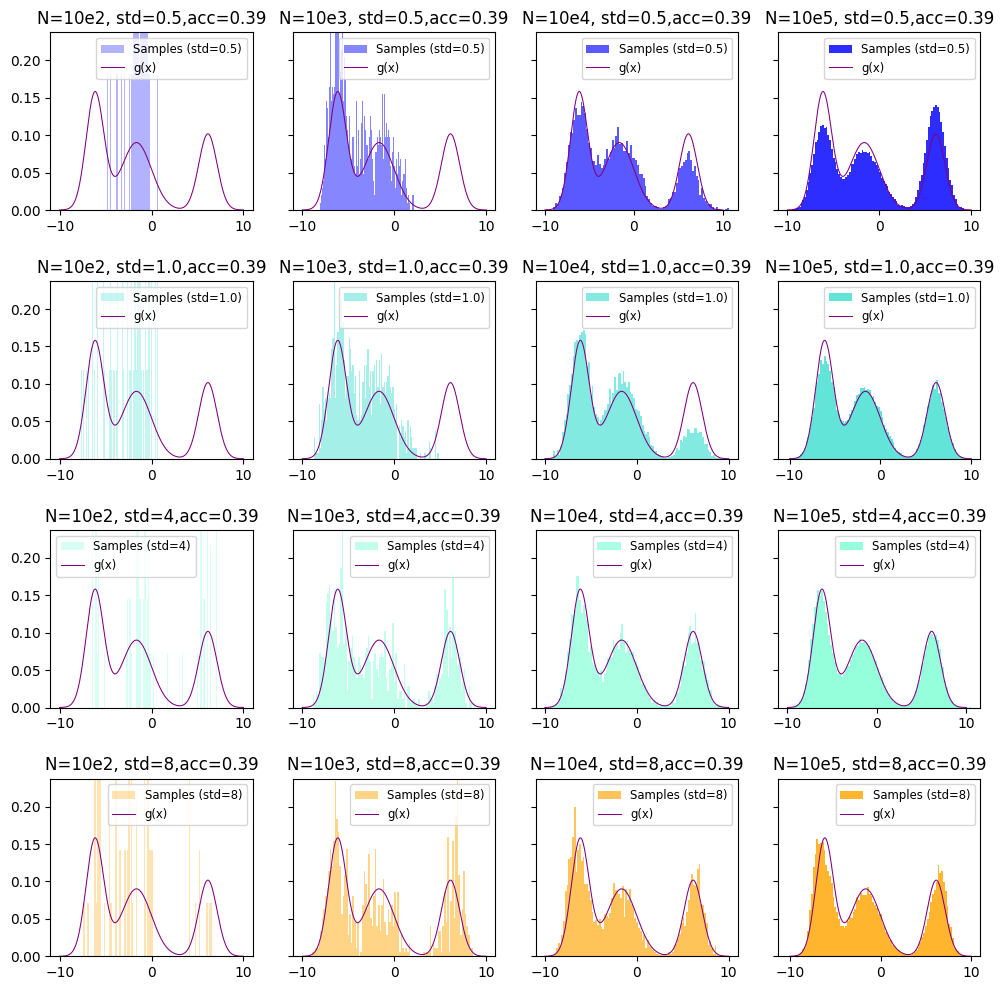 N=10e2, std=0.5,acc=0.39 N=10e3, std=0.5,acc=0.39 N=10e4, std=0.5,acc=0.39 N=10e5, std=0.5,acc=0.39
Samples (std=0.5) Samples (std=0.5) Samples (std=0.5) Samples (std=0.5)
g(x) g(x) g(x) g(x)
0.20
0.15
0.10
0.05
0.00
−10 0 10 −10 0 10 −10 0 10 −10 0 10
N=10e2, std=1.0,acc=0.39 N=10e3, std=1.0,acc=0.39 N=10e4, std=1.0,acc=0.39 N=10e5, std=1.0,acc=0.39
Samples (std=1.0) Samples (std=1.0) Samples (std=1.0) Samples (std=1.0)
g(x) g(x) g(x) g(x)
0.20
0.15
0.10
0.05
0.00
−10 0 10 −10 0 10 −10 0 10 −10 0 10
N=10e2, std=4,acc=0.39 N=10e3, std=4,acc=0.39 N=10e4, std=4,acc=0.39 N=10e5, std=4,acc=0.39
Samples (std=4) Samples (std=4) Samples (std=4) Samples (std=4)
g(x) g(x) g(x) g(x)
0.20
0.15
0.10
0.05
0.00
−10 0 10 −10 0 10 −10 0 10 −10 0 10
N=10e2, std=8,acc=0.39 N=10e3, std=8,acc=0.39 N=10e4, std=8,acc=0.39 N=10e5, std=8,acc=0.39
Samples (std=8) Samples (std=8) Samples (std=8) Samples (std=8)
g(x) g(x) g(x) g(x)
0.20
0.15
0.10
0.05
0.00
−10 0 10 −10 0 10 −10 0 10 −10 0 10